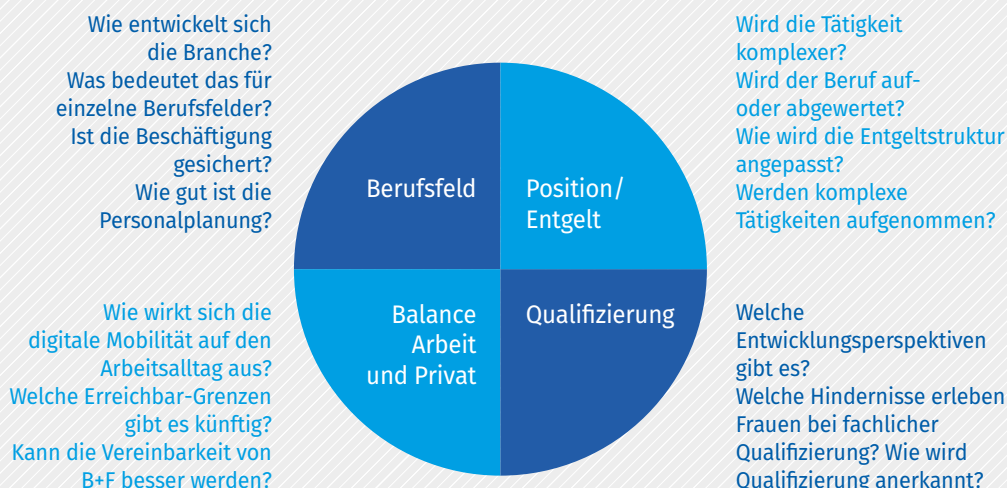 Wie entwickelt sich
die Branche?
Was bedeutet das für
einzelne Berufsfelder?
Ist die Beschäftigung
gesichert?
Wie gut ist die
Personalplanung?
Berufsfeld
Position/
Entgelt
Wird die Tätigkeit
komplexer?
Wird der Beruf auf-
oder abgewertet?
Wie wird die Entgeltstruktur
angepasst?
Werden komplexe
Tätigkeiten aufgenommen?
Wie wirkt sich die
digitale Mobilität auf den
Arbeitsalltag aus?
Welche Erreichbar-Grenzen
gibt es künftig?
Kann die Vereinbarkeit von
B+F besser werden?
Balance
Arbeit
und Privat
Qualifizierung
Welche
Entwicklungsperspektiven
gibt es?
Welche Hindernisse erleben
Frauen bei fachlicher
Qualifizierung? Wie wird
Qualifizierung anerkannt?